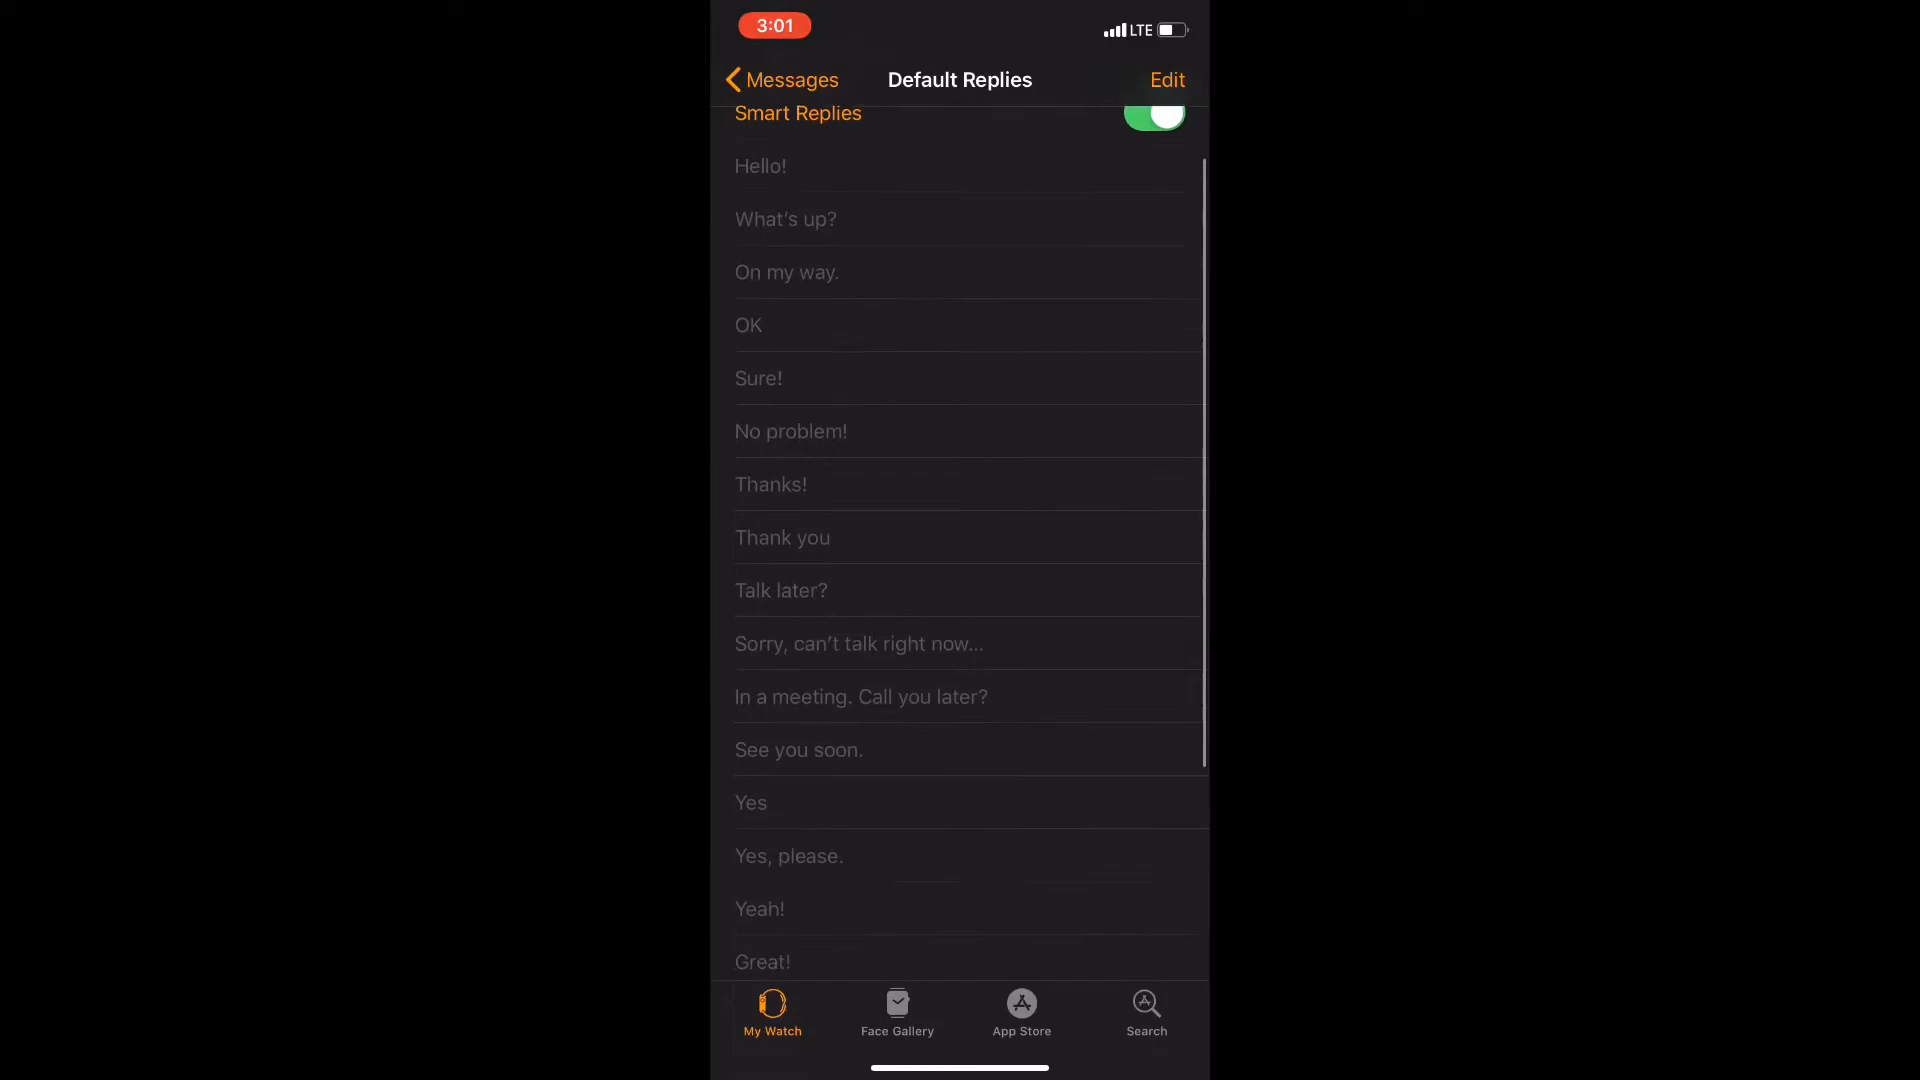 3:01
LTE
Messages
Default Replies
Edit
Smart Replies
Hello!
What's up?
On my way.
OK
Sure!
No problem!
Thanks!
Thank you
Talk later?
Sorry, can't talk right now...
In a meeting. Call you later?
See you soon.
Yes
Yes, please.
Yeah!
Great!
My Watch
Face Gallery
App Store
Search